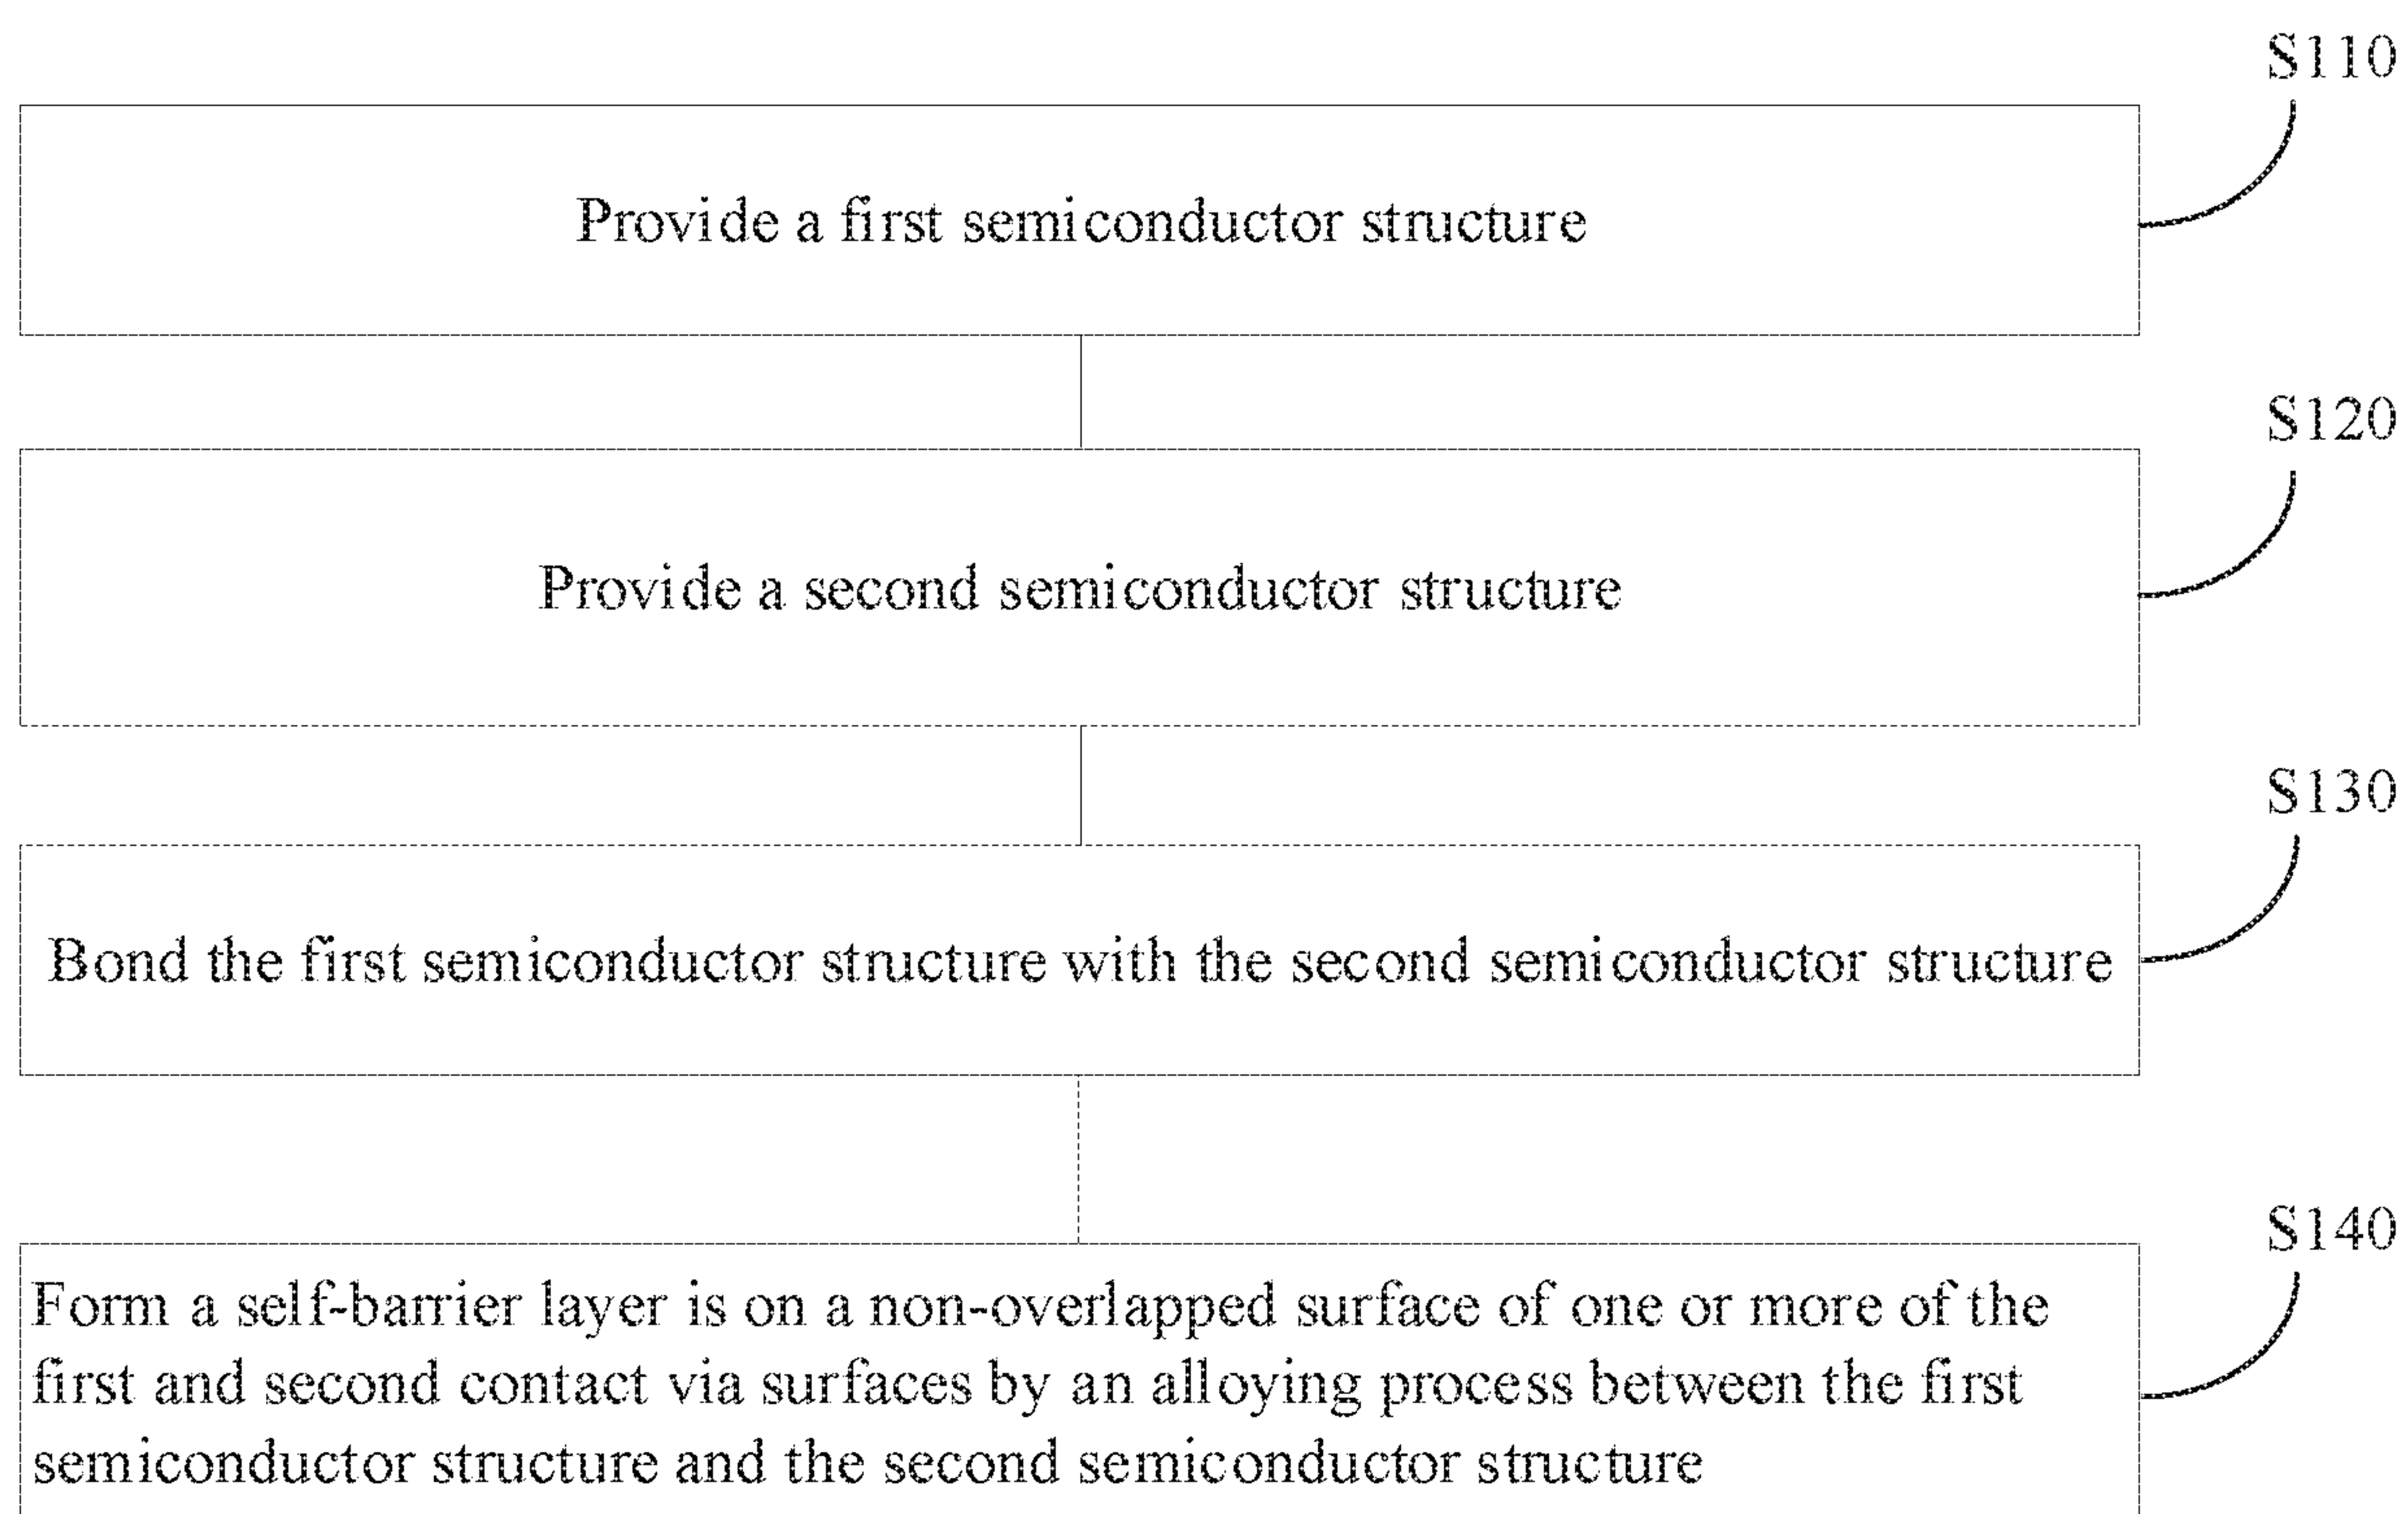 S110
Provide a first semiconductor structure
S120
Provide a second semiconductor structure
S130
Bond the first semiconductor structure with the second semiconductor structure
S140
Form a self-barrier layer is on a non-overlapped surface of one or more of the
first and second contact via surfaces by an alloying process between the first
semiconductor structure and the second semiconductor structure